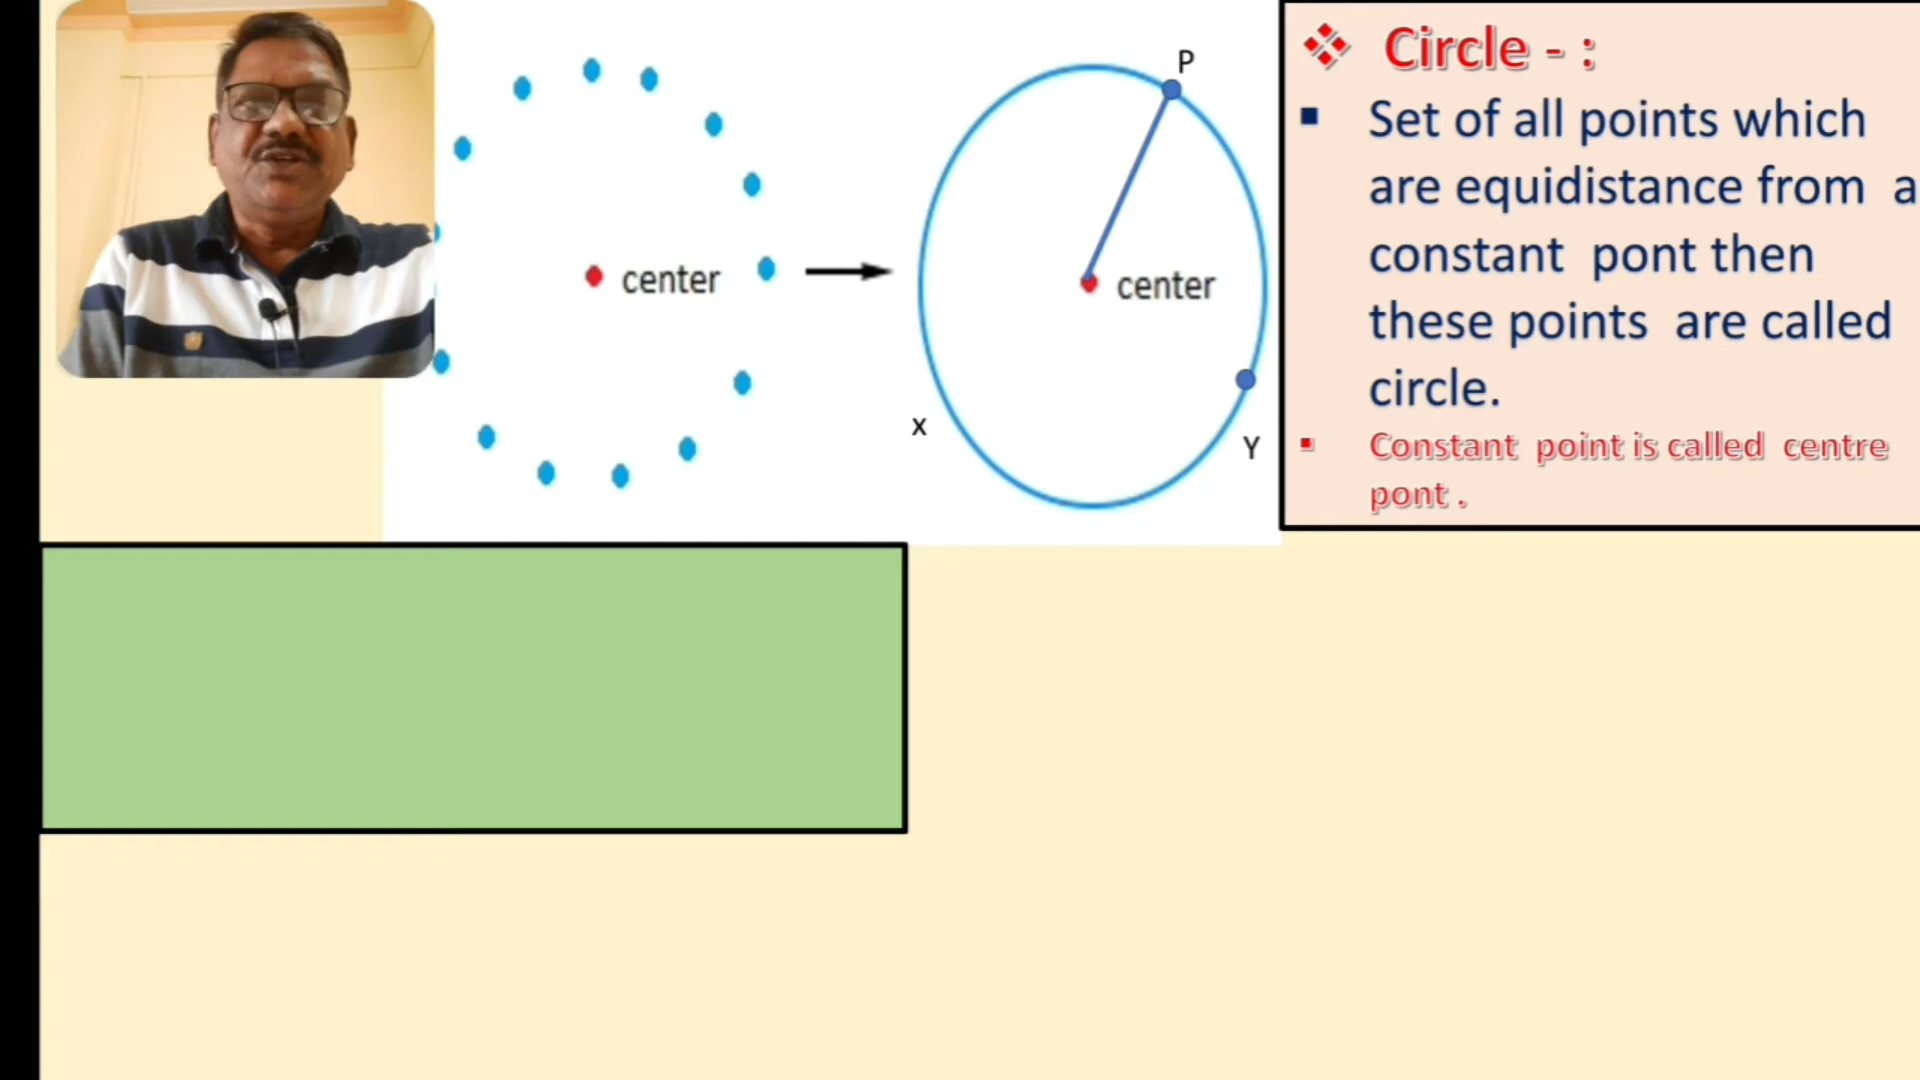 P
center
center
x
Y
Circle - :
Set of all points which
are equidistance from a
constant pont then
these points are called
circle.
Constant point is called centre
pont .